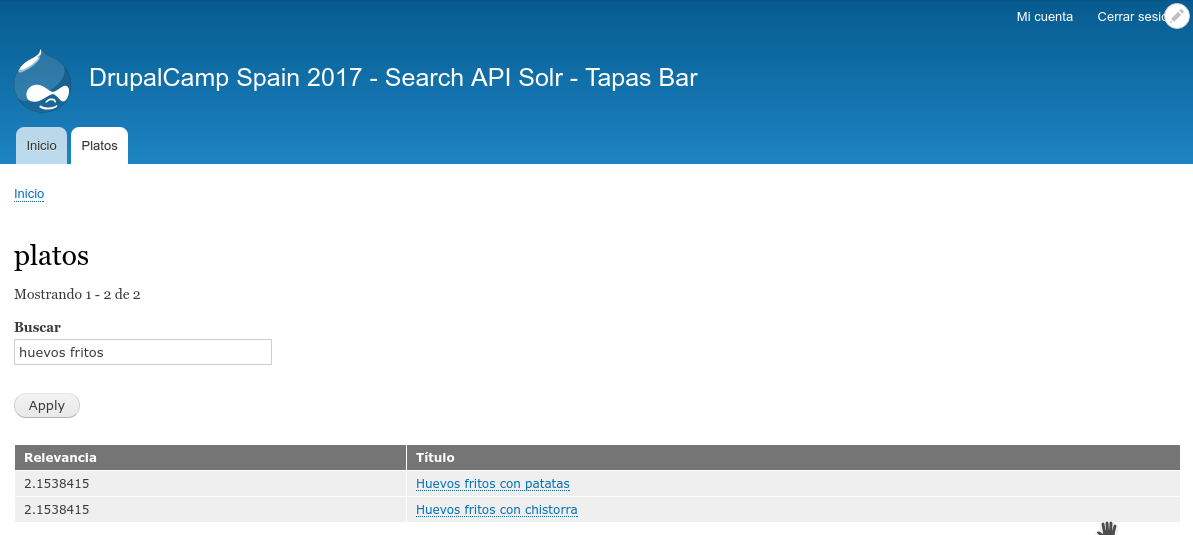 Mi cuenta Cerrar sesió
DrupalCamp Spain 2017 - Search API Solr - Tapas Bar
Inicio Platos
Inicio
platos
Mostrando 1 - 2 de 2
Buscar
huevos fritos
Apply
Relevancia Título
2.1538415 Huevos fritos con patatas
2.1538415 Huevos fritos con chistorra